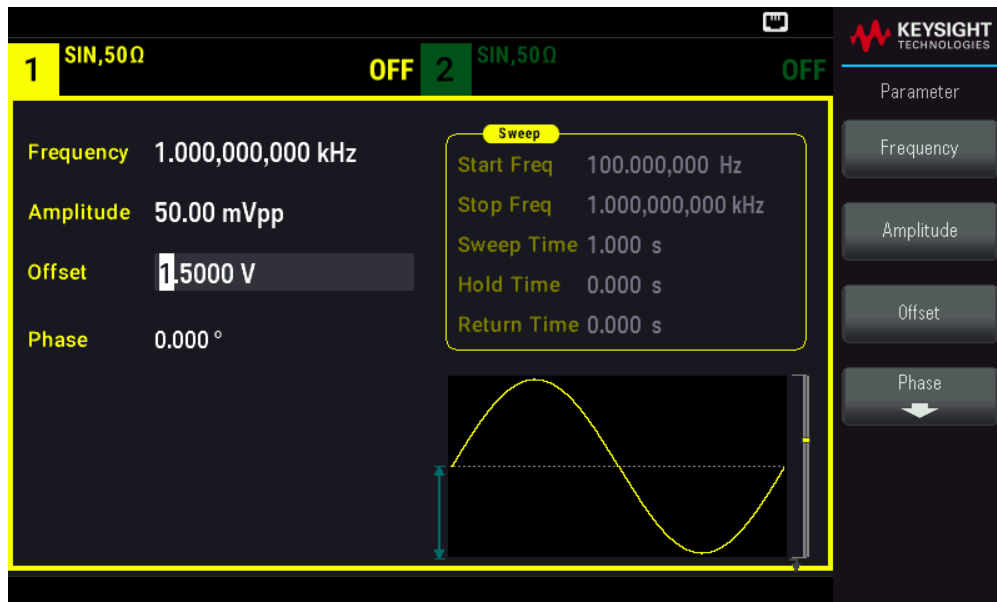 KEYSIGHT
TECHNOLOGIES
1 SIN,50Ω OFF 2 SIN,50Ω OFF
Parameter
Frequency 1.000,000,000 kHz
Amplitude 50.00 mVpp
Offset 1.5000 V
Phase 0.000 °
Sweep
Start Freq 100.000,000 Hz
Stop Freq 1.000,000,000 kHz
Sweep Time 1.000 s
Hold Time 0.000 s
Return Time 0.000 s
Frequency
Amplitude
Offset
Phase